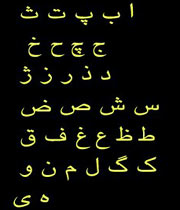 ا ب پ ت ث
ج چ ح خ
د ذ ر ز ژ
س ش ص ض
ط ظ ع غ ف ق
ک گ ل م ن و
ه ی